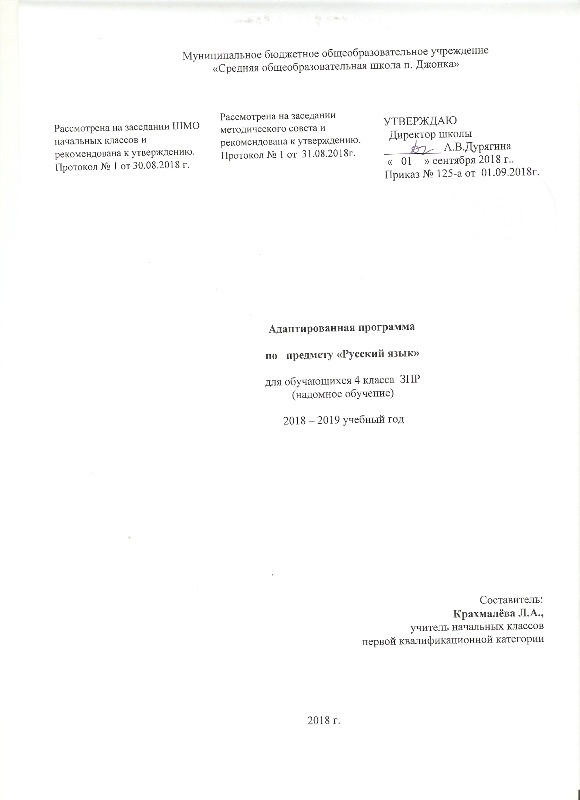 Муниципальное бюджетное общеобразовательное учреждение
«Средняя общеобразовательная школа п. Джонка»
Рассмотрена на заседании ШМО
начальных классов и
рекомендована к утверждению.
Протокол № 1 от 30.08.2018 г.
Рассмотрена на заседании
методического совета и
рекомендована к утверждению.
Протокол № 1 от 31.08.2018г.
УТВЕРЖДАЮ
Директор школы
А.В.Дурягина
« 01 » сентября 2018 г..
Приказ № 125-а от 01.09.2018г.
Адаптированная программа
по предмету «Русский язык»
для обучающихся 4 класса ЗПР
(надомное обучение)
2018 – 2019 учебный год
Составитель:
Крахмалёва Л.А.,
учитель начальных классов
первой квалификационной категории
2018 г.